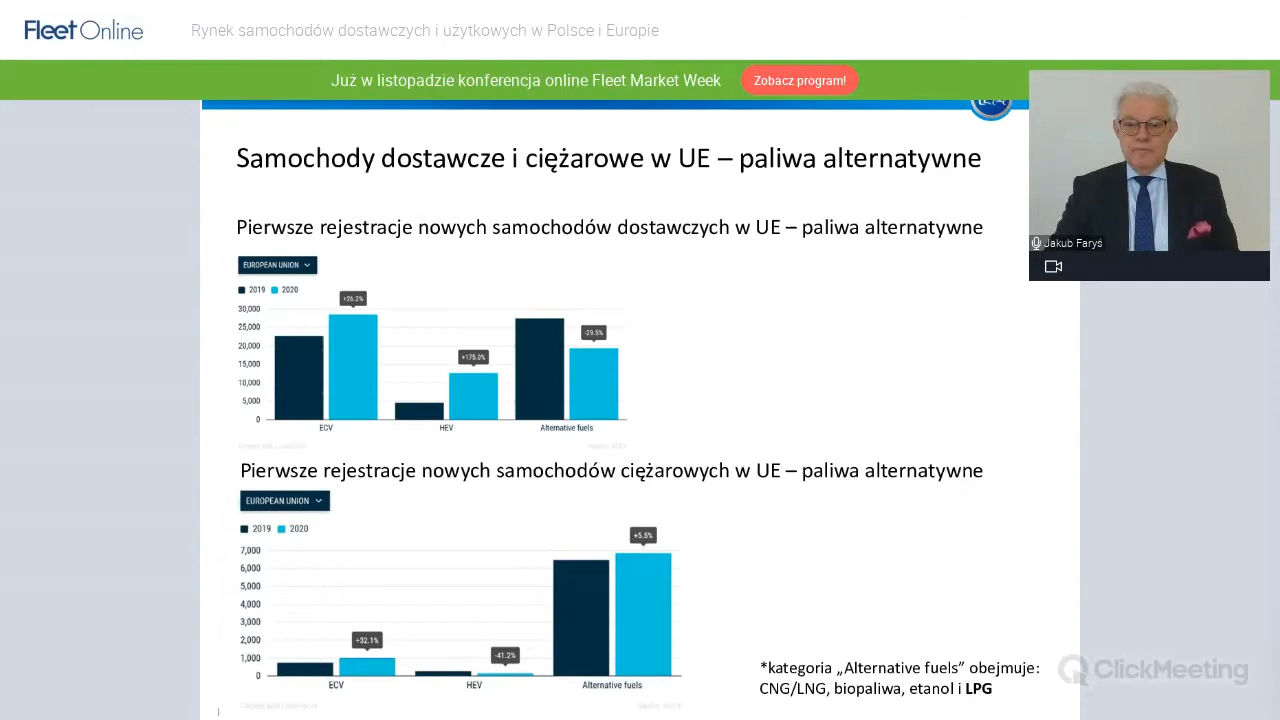 Fleet Online
Rynek samochodów dostawczych i użytkowych w Polsce i Europie
Już w listopadzie konferencja online Fleet Market Week
Zobacz program!
Jakub Faryś
Samochody dostawcze i ciężarowe w UE – paliwa alternatywne
Pierwsze rejestracje nowych samochodów dostawczych w UE – paliwa alternatywne
EUROPEAN UNION
2019 2020
+26.2%
+175.0%
-29.5%
30,000
25,000
20,000
15,000
10,000
5,000
0
ECV HEV Alternative fuels
Pierwsze rejestracje nowych samochodów ciężarowych w UE – paliwa alternatywne
EUROPEAN UNION
2019 2020
+32.1%
-41.2%
+5.5%
7,000
6,000
5,000
4,000
3,000
2,000
1,000
0
ECV HEV Alternative fuels
*kategoria „Alternative fuels” obejmuje:
CNG/LNG, biopaliwa, etanol i LPG
ClickMeeting